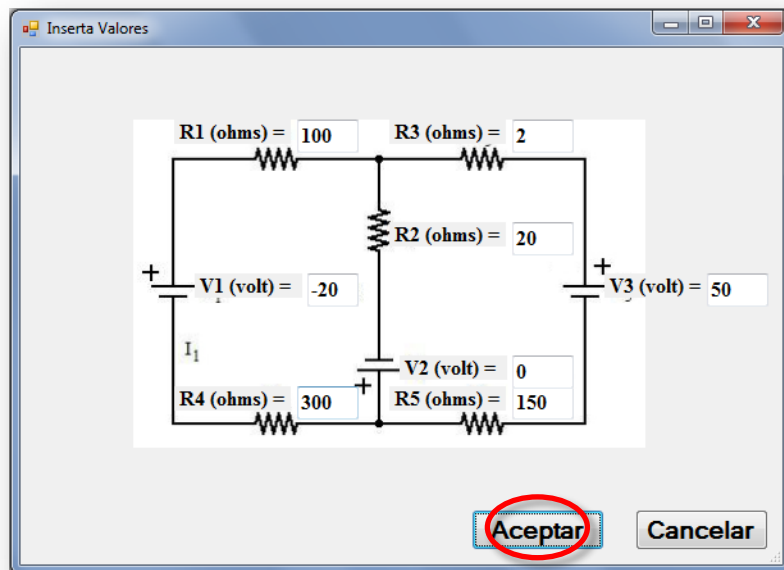 Inserta Valores
R1 (ohms) = 100
R3 (ohms) = 2
R2 (ohms) = 20
+
+
V1 (volt) = -20
V3 (volt) = 50
I1
V2 (volt) = 0
+
R4 (ohms) = 300
R5 (ohms) = 150
Aceptar
Cancelar